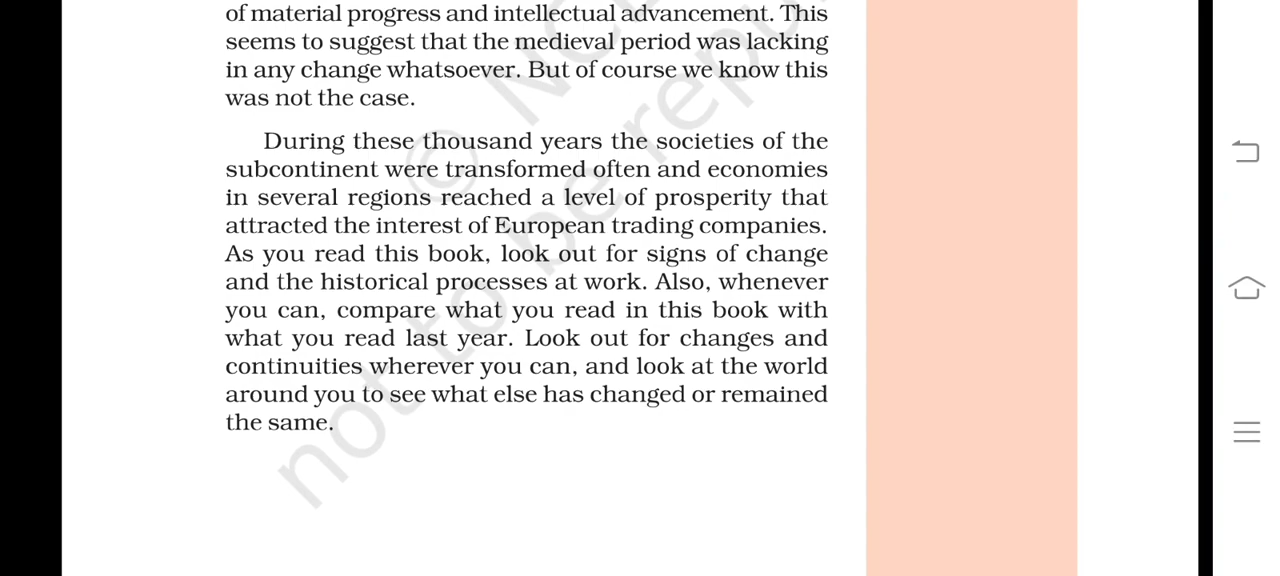 of material progress and intellectual advancement. This
seems to suggest that the medieval period was lacking
in any change whatsoever. But of course we know this
was not the case.
During these thousand years the societies of the
subcontinent were transformed often and economies
in several regions reached a level of prosperity that
attracted the interest of European trading companies.
As you read this book, look out for signs of change
and the historical processes at work. Also, whenever
you can, compare what you read in this book with
what you read last year. Look out for changes and
continuities wherever you can, and look at the world
around you to see what else has changed or remained
the same.
© NCE
not to be repu